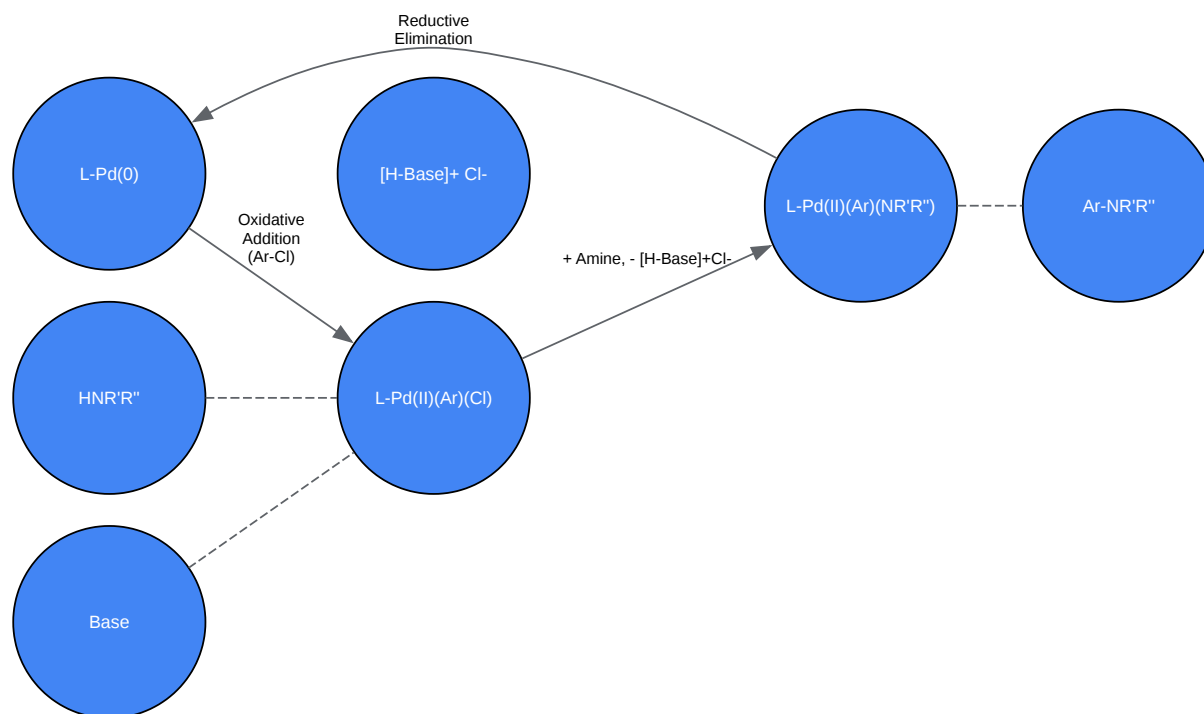 Reductive
Elimination
L-Pd(0)
[H-Base]+ Cl-
L-Pd(II)(Ar)(NR'R'')
Ar-NR'R''
Oxidative
Addition
(Ar-Cl)
+ Amine, - [H-Base]+Cl-
HNR'R''
L-Pd(II)(Ar)(Cl)
Base